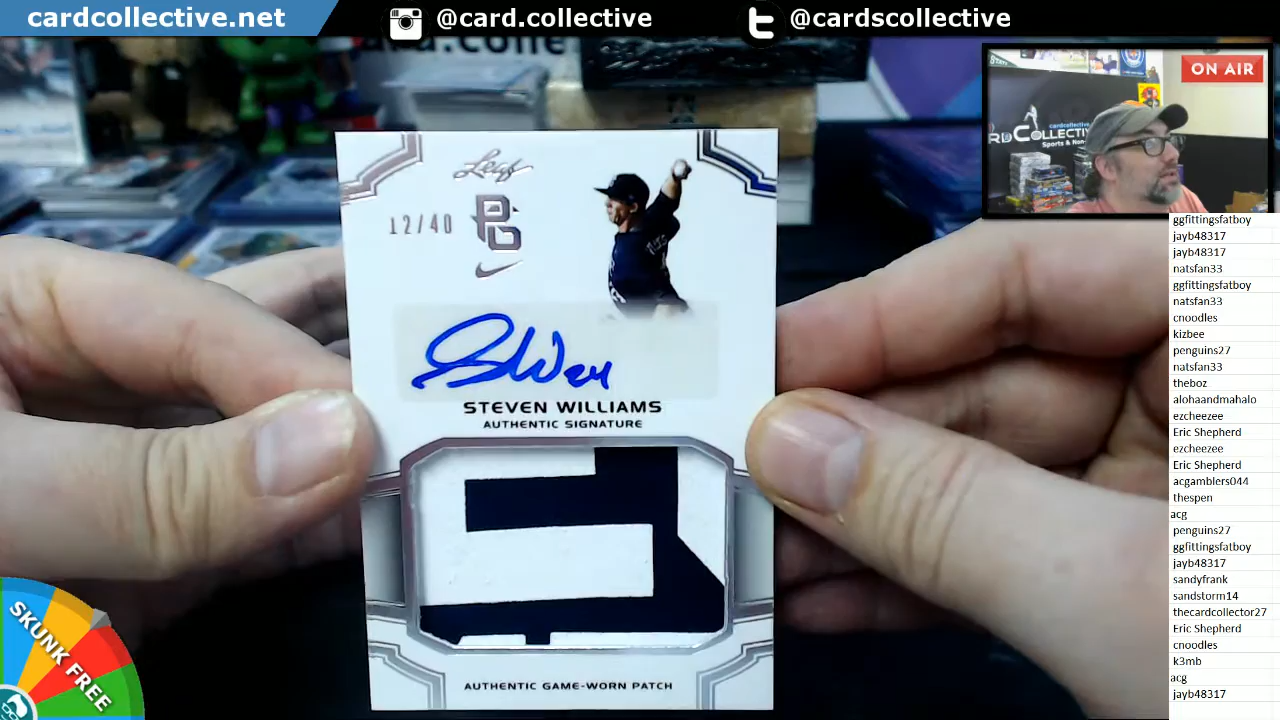 cardcollective.net
@card.collective
@cardscollective
ON AIR
cardcollective
Leaf
12/40
PG
STEVEN WILLIAMS
AUTHENTIC SIGNATURE
AUTHENTIC GAME-WORN PATCH
SKUNK FREE
ggfittingsfatboy
jayb48317
jayb48317
natsfan33
ggfittingsfatboy
natsfan33
cnoodles
kizbee
penguins27
natsfan33
theboz
alohaandmahalo
ezcheezee
Eric Shepherd
ezcheezee
Eric Shepherd
acgamblers044
thespen
acg
penguins27
ggfittingsfatboy
jayb48317
sandyfrank
sandstorm14
thecardcollector27
Eric Shepherd
cnoodles
k3mb
acg
jayb48317